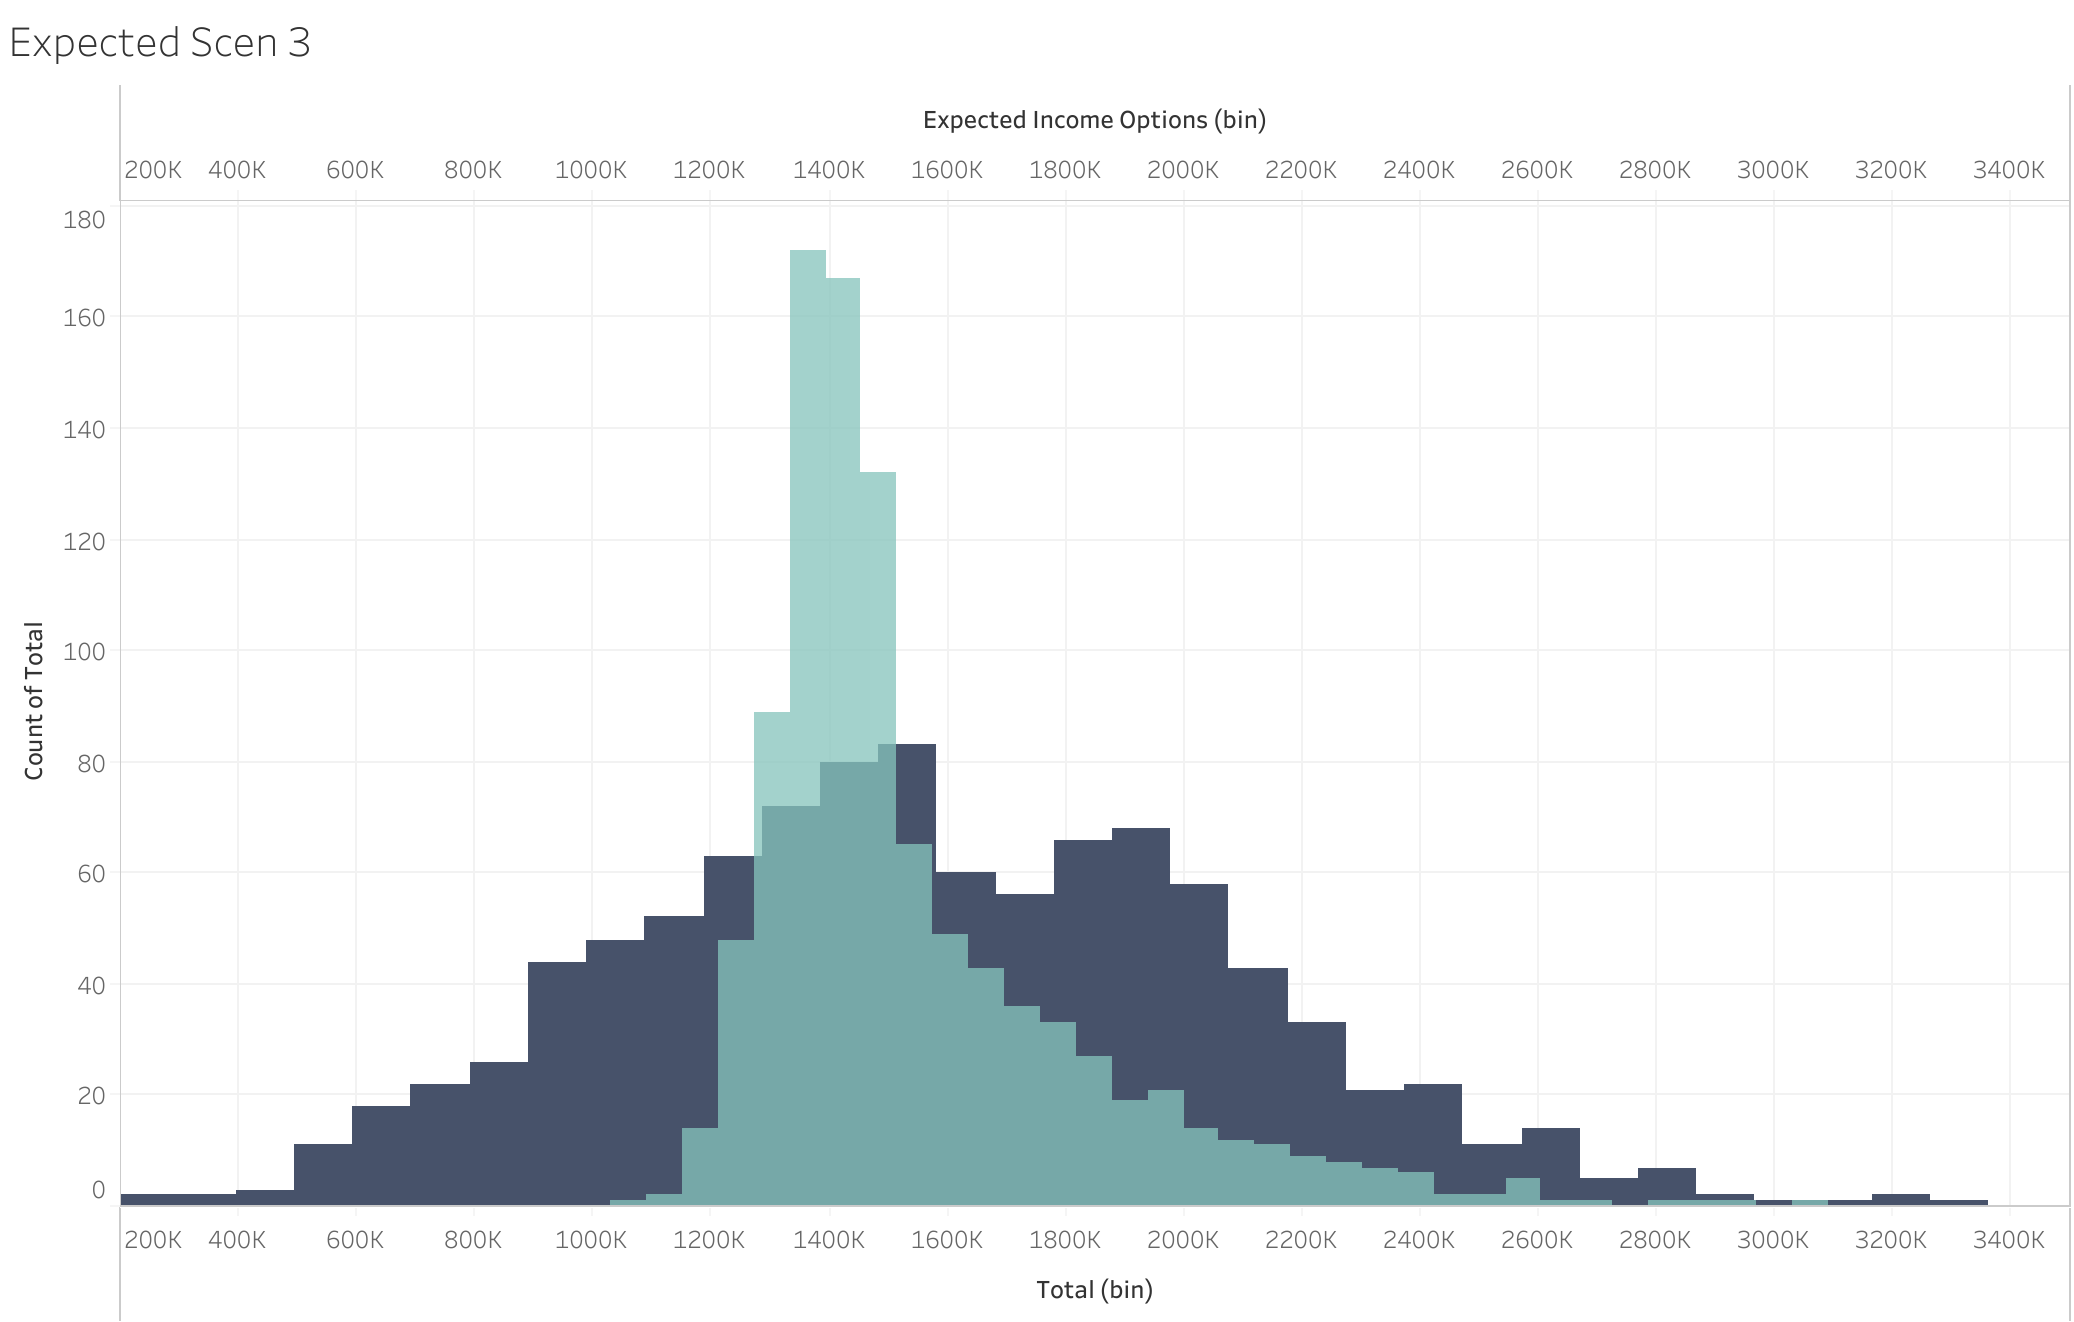 Expected Scen 3
Expected Income Options (bin)
200K 400K 600K 800K 1000K 1200K 1400K 1600K 1800K 2000K 2200K 2400K 2600K 2800K 3000K 3200K 3400K
180
160
140
120
100
80
60
40
20
0
Count of Total
200K 400K 600K 800K 1000K 1200K 1400K 1600K 1800K 2000K 2200K 2400K 2600K 2800K 3000K 3200K 3400K
Total (bin)